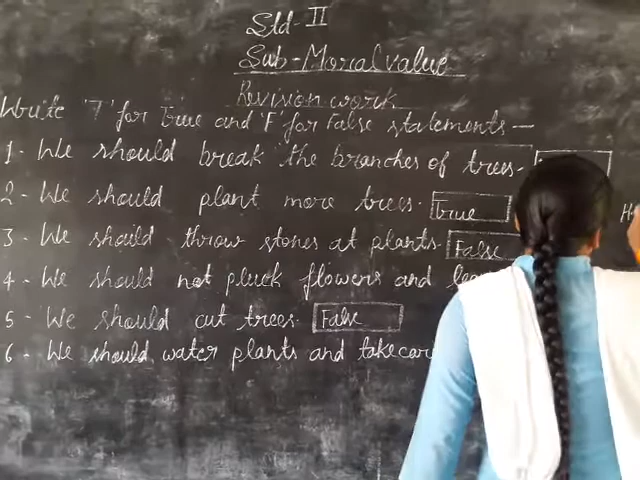 Std - II
Sub - Moral value
Revision work
Write 'T' for True and 'F' for False statements —
1 - We should break the branches of trees.
2 - We should plant more trees. True
3 - We should throw stones at plants. False
4 - We should not pluck flowers and
5 - We should cut trees. False
6 - We should water plants and take